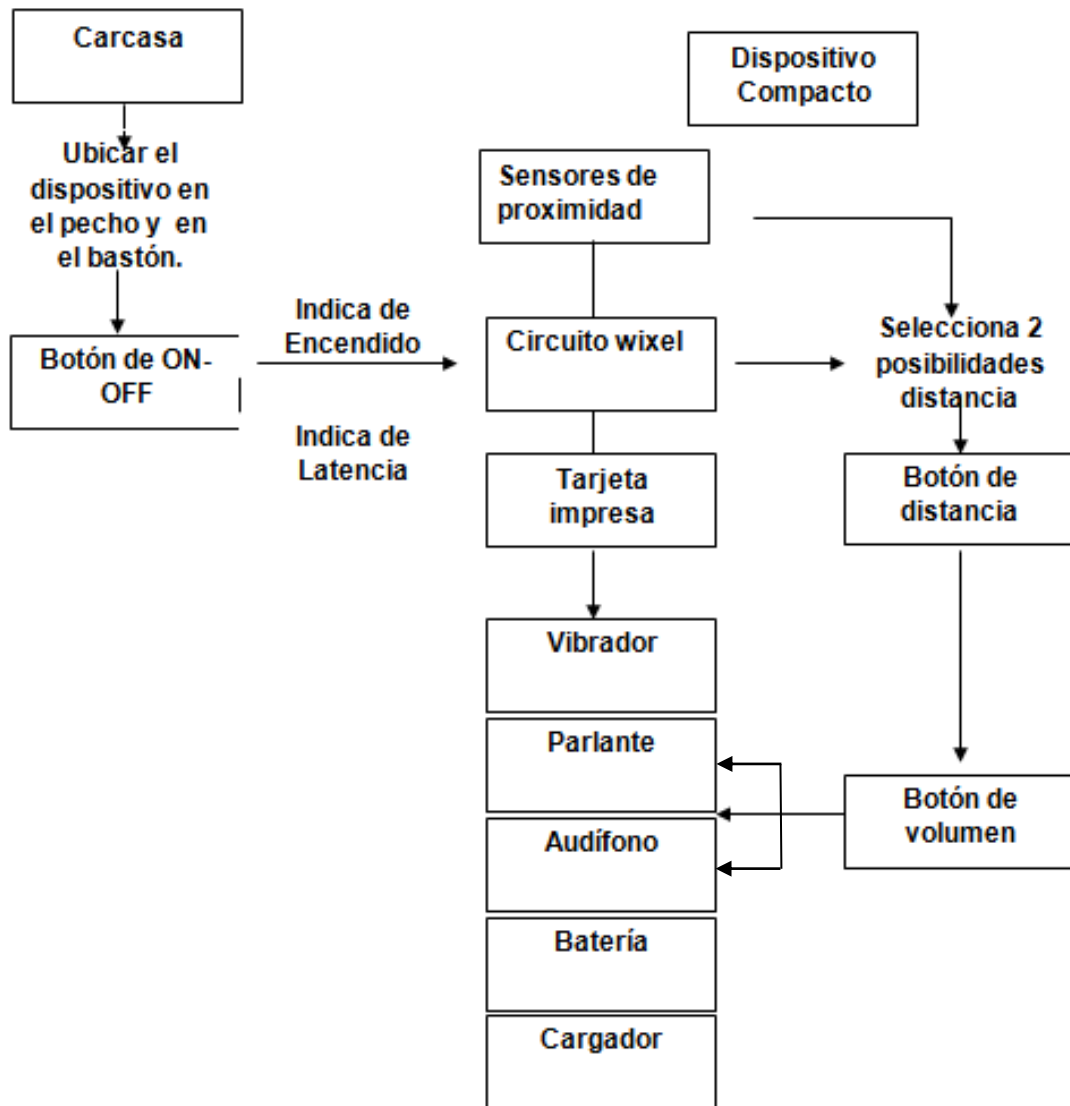 Carcasa
Dispositivo
Compacto
Ubicar el
dispositivo en
el pecho y en
el bastón.
Sensores de
proximidad
Indica de
Encendido
Botón de ON-
OFF
Circuito wixel
Selecciona 2
posibilidades
distancia
Indica de
Latencia
Tarjeta
impresa
Botón de
distancia
Vibrador
Parlante
Botón de
volumen
Audífono
Batería
Cargador